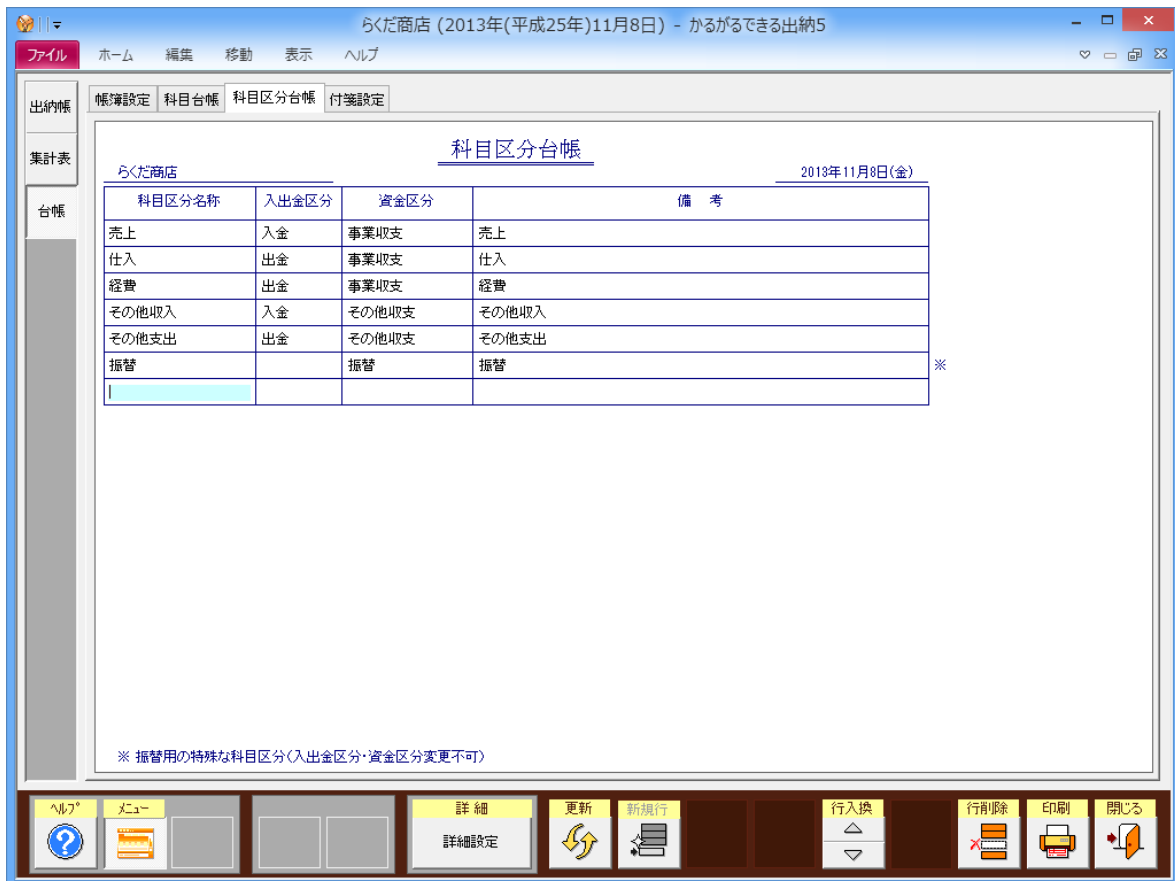 らくだ商店 (2013年(平成25年)11月8日) - かるがるできる出納5
ファイル ホーム 編集 移動 表示 ヘルプ
出納帳
集計表
台帳
帳簿設定 科目台帳 科目区分台帳 付箋設定
科目区分台帳
らくだ商店 2013年11月8日(金)
科目区分名称 入出金区分 資金区分 備 考
売上 入金 事業収支 売上
仕入 出金 事業収支 仕入
経費 出金 事業収支 経費
その他収入 入金 その他収支 その他収入
その他支出 出金 その他収支 その他支出
振替 振替 振替 ※
※ 振替用の特殊な科目区分(入出金区分・資金区分変更不可)
ヘルプ メニュー 詳 細 更新 新規行 行入換 行削除 印刷 閉じる
詳細設定